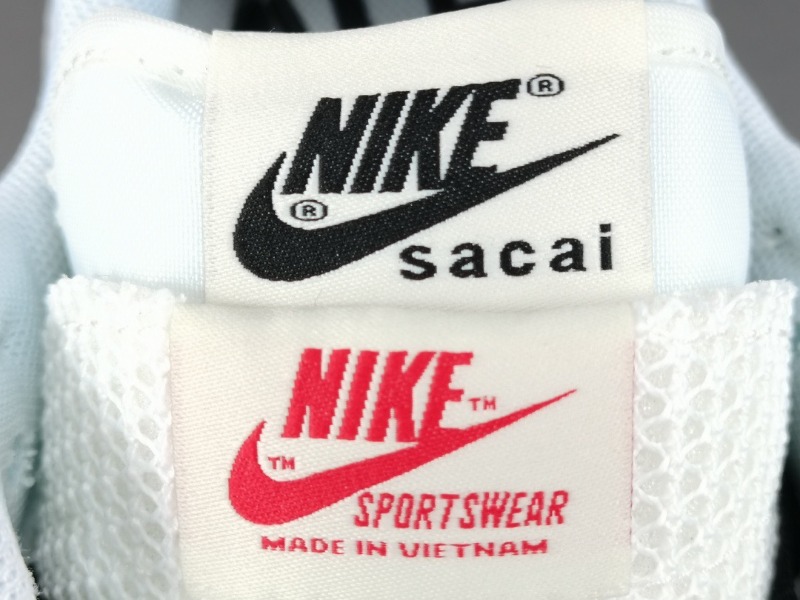 NIKE®
®
sacai
NIKE™
™
SPORTSWEAR
MADE IN VIETNAM